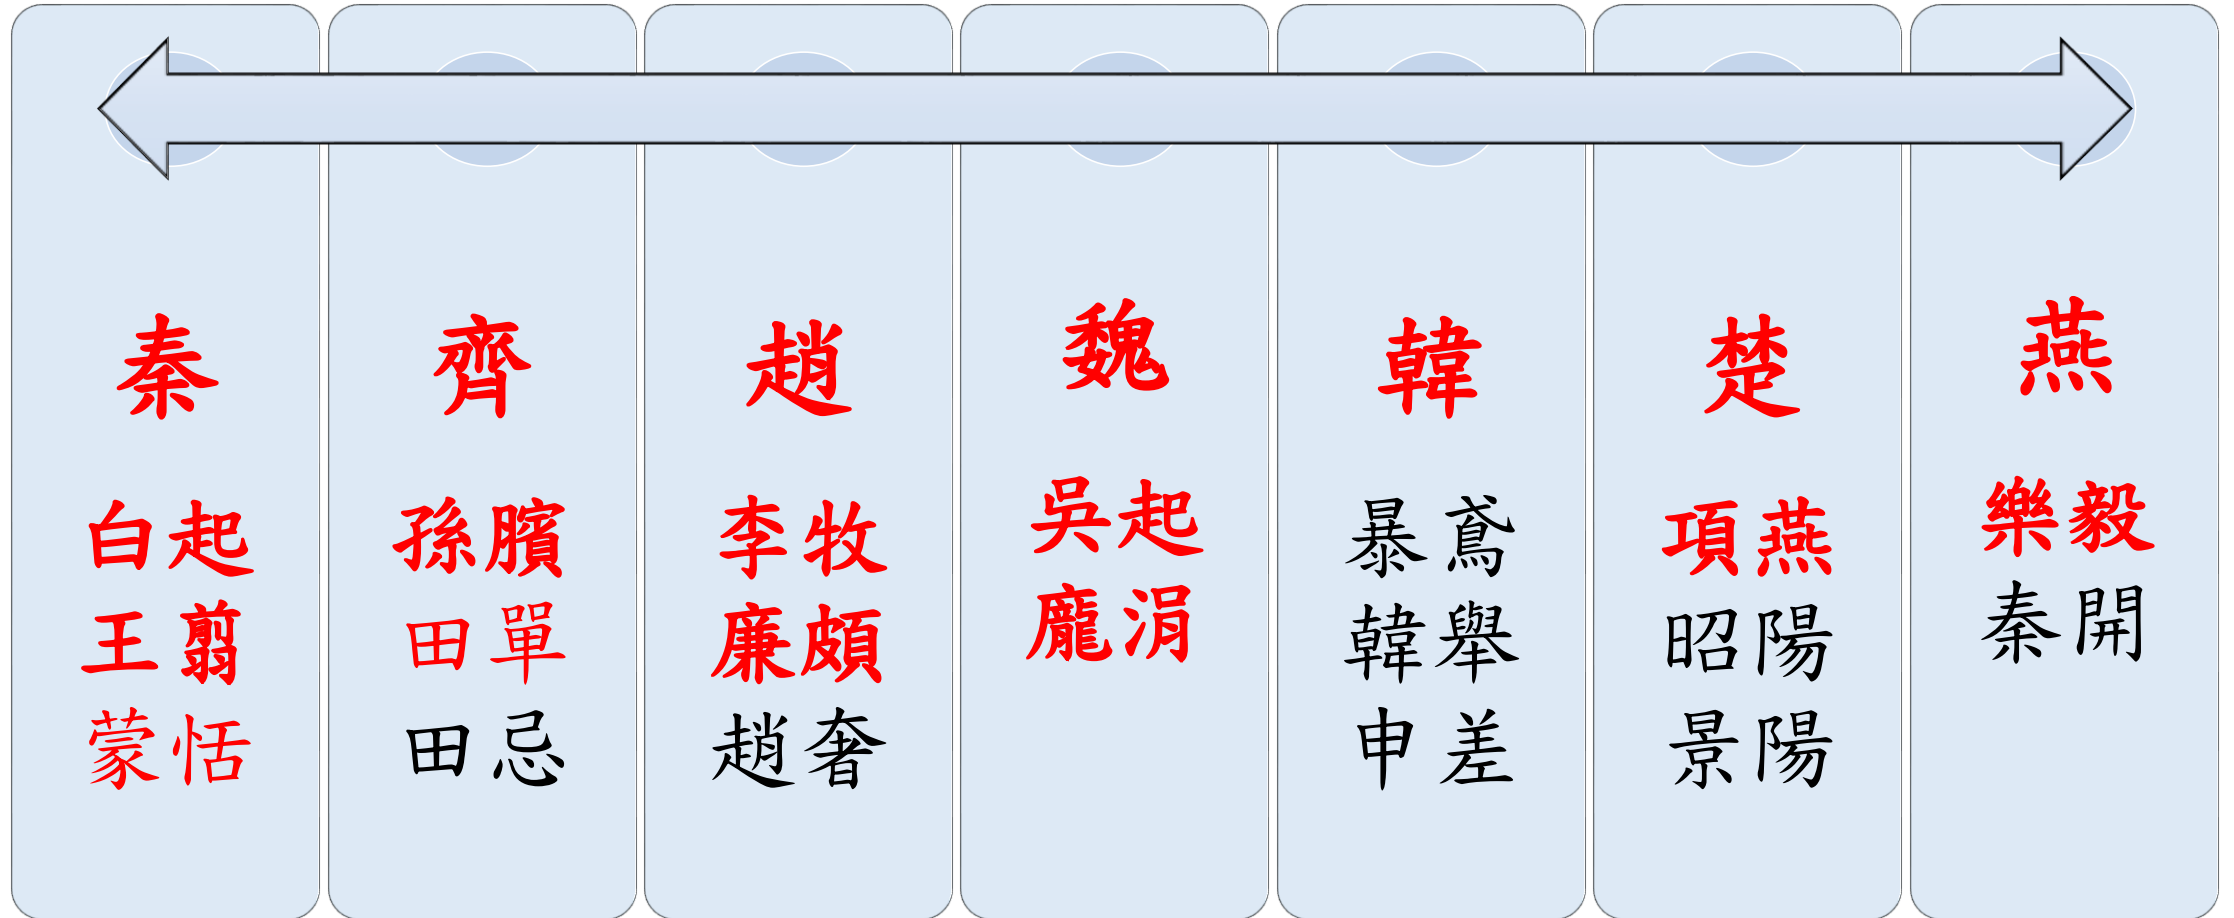 秦
白起
王翦
蒙恬
齊
孫臏
田單
田忌
趙
李牧
廉頗
趙奢
魏
吳起
龐涓
韓
暴鳶
韓舉
申差
楚
項燕
昭陽
景陽
燕
樂毅
秦開